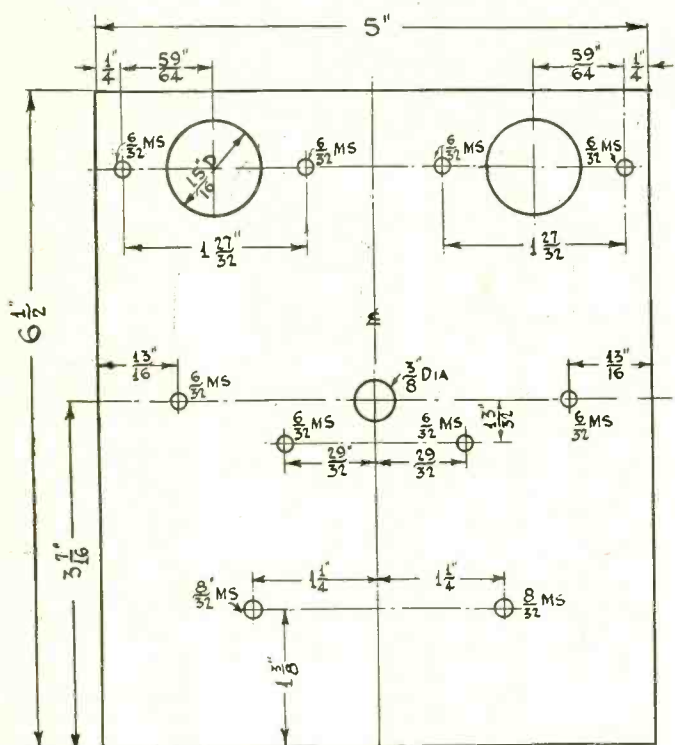 5"
1/4" 59/64" 59/64" 1/4"
6/32 MS 6/32 MS 6/32 MS 6/32 MS
15/16" D
1 27/32" 1 27/32
6 1/2"
13/16" 3/8" DIA 13/16"
6/32 MS 6/32 MS
6/32 MS 6/32 MS 13/32"
29/32" 29/32
3 7/16"
1 1/4" 1 1/4"
8/32" MS 8/32 MS
1 3/8"